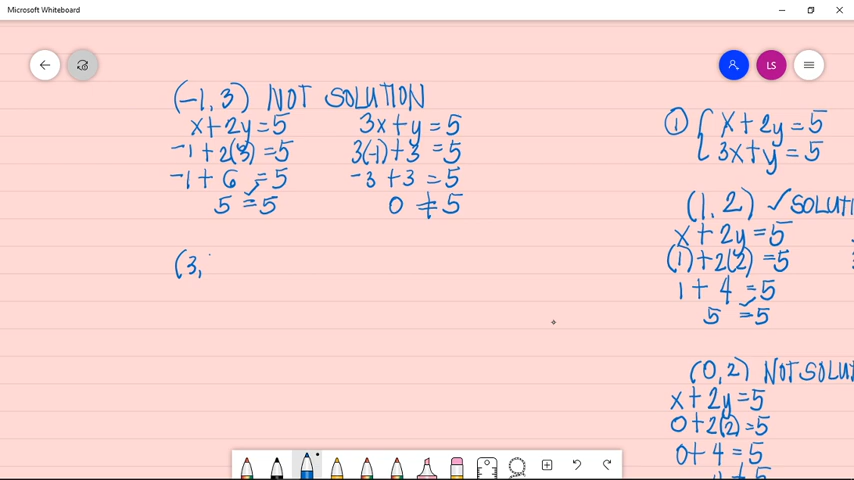 Microsoft Whiteboard
LS
(-1, 3) NOT SOLUTION
x + 2y = 5
-1 + 2(3) = 5
-1 + 6 = 5
5 = 5 ✓
3x + y = 5
3(-1) + 3 = 5
-3 + 3 = 5
0 ≠ 5
(3,
① { x + 2y = 5
3x + y = 5
(1, 2) ✓ SOLUTI
x + 2y = 5
(1) + 2(2) = 5
1 + 4 = 5
5 = 5 ✓
(0, 2) NOT SOLU
x + 2y = 5
0 + 2(2) = 5
0 + 4 = 5